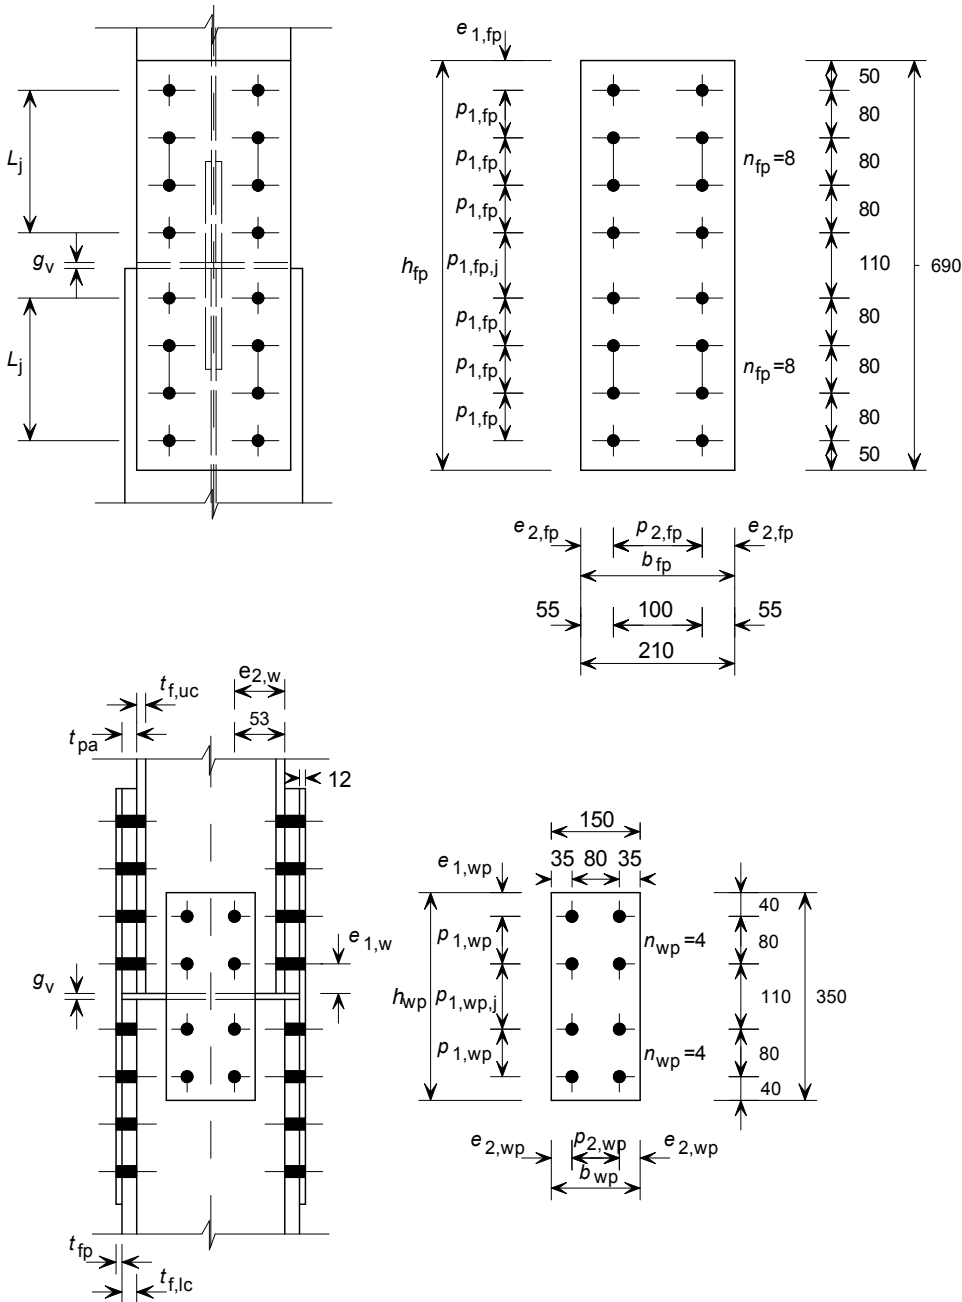 e1,fp
50
p1,fp
80
Lj
p1,fp
nfp=8
80
p1,fp
80
gv
hfp
p1,fp,j
110
690
p1,fp
80
Lj
p1,fp
nfp=8
80
p1,fp
80
50
e2,fp
p2,fp
e2,fp
bfp
55
100
55
210
tf,uc
e2,w
tpa
53
12
150
e1,wp
35
80
35
40
e1,w
p1,wp
nwp=4
80
gv
hwp
p1,wp,j
110
350
p1,wp
nwp=4
80
40
e2,wp
p2,wp
e2,wp
bwp
tfp
tf,lc